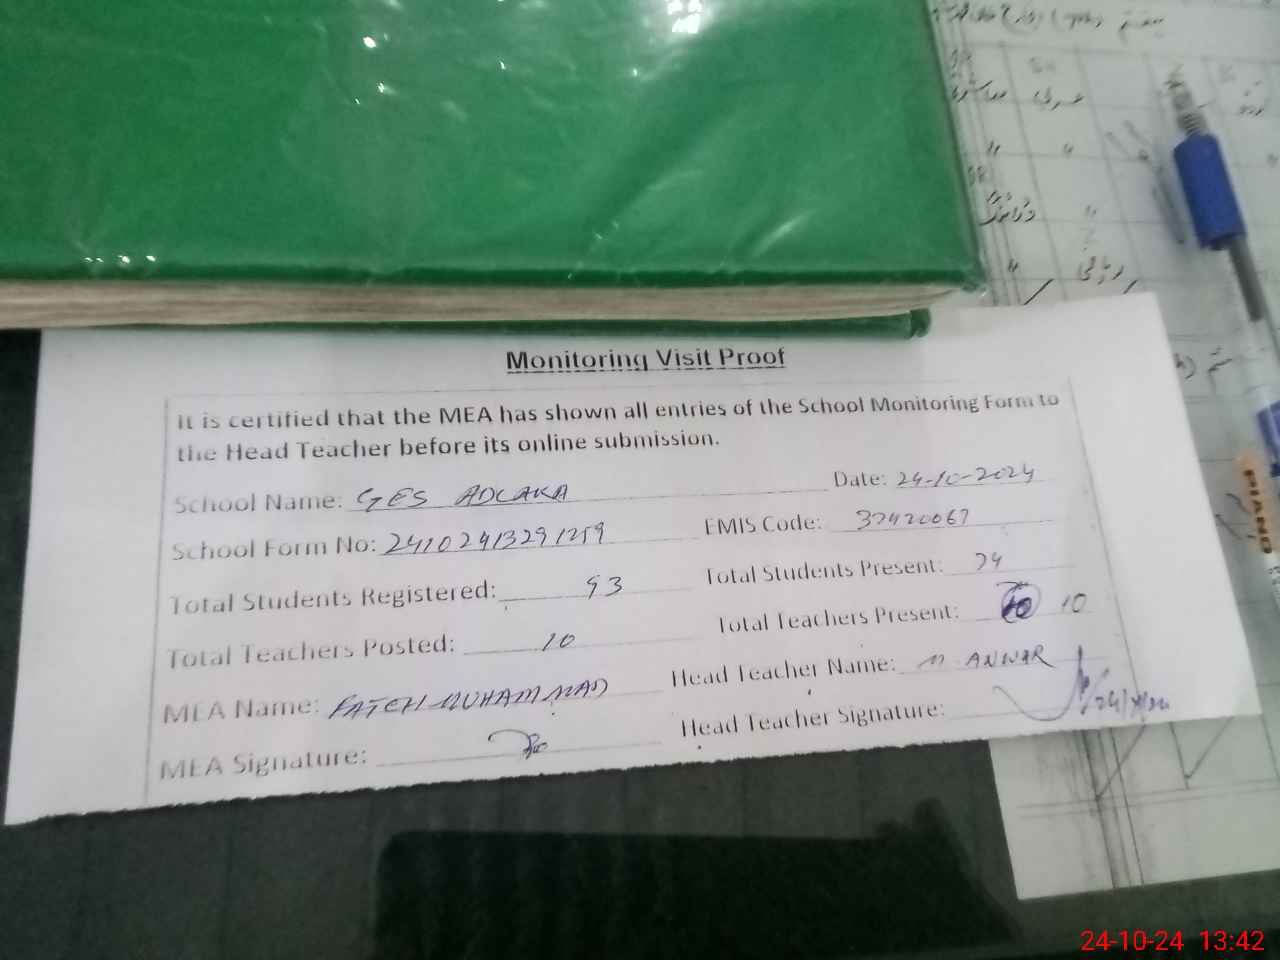 Monitoring Visit Proof
It is certified that the MEA has shown all entries of the School Monitoring Form to
the Head Teacher before its online submission.
School Name: GES ADLAKA Date: 24-10-2024
School Form No: 24102413291259 EMIS Code: 37420067
Total Students Registered: 93 Total Students Present: 74
Total Teachers Posted: 10 Total Teachers Present: 10
MEA Name: FATEH MUHAMMAD Head Teacher Name: M ANWAR
MEA Signature: Head Teacher Signature:
PIANO
24-10-24 13:42